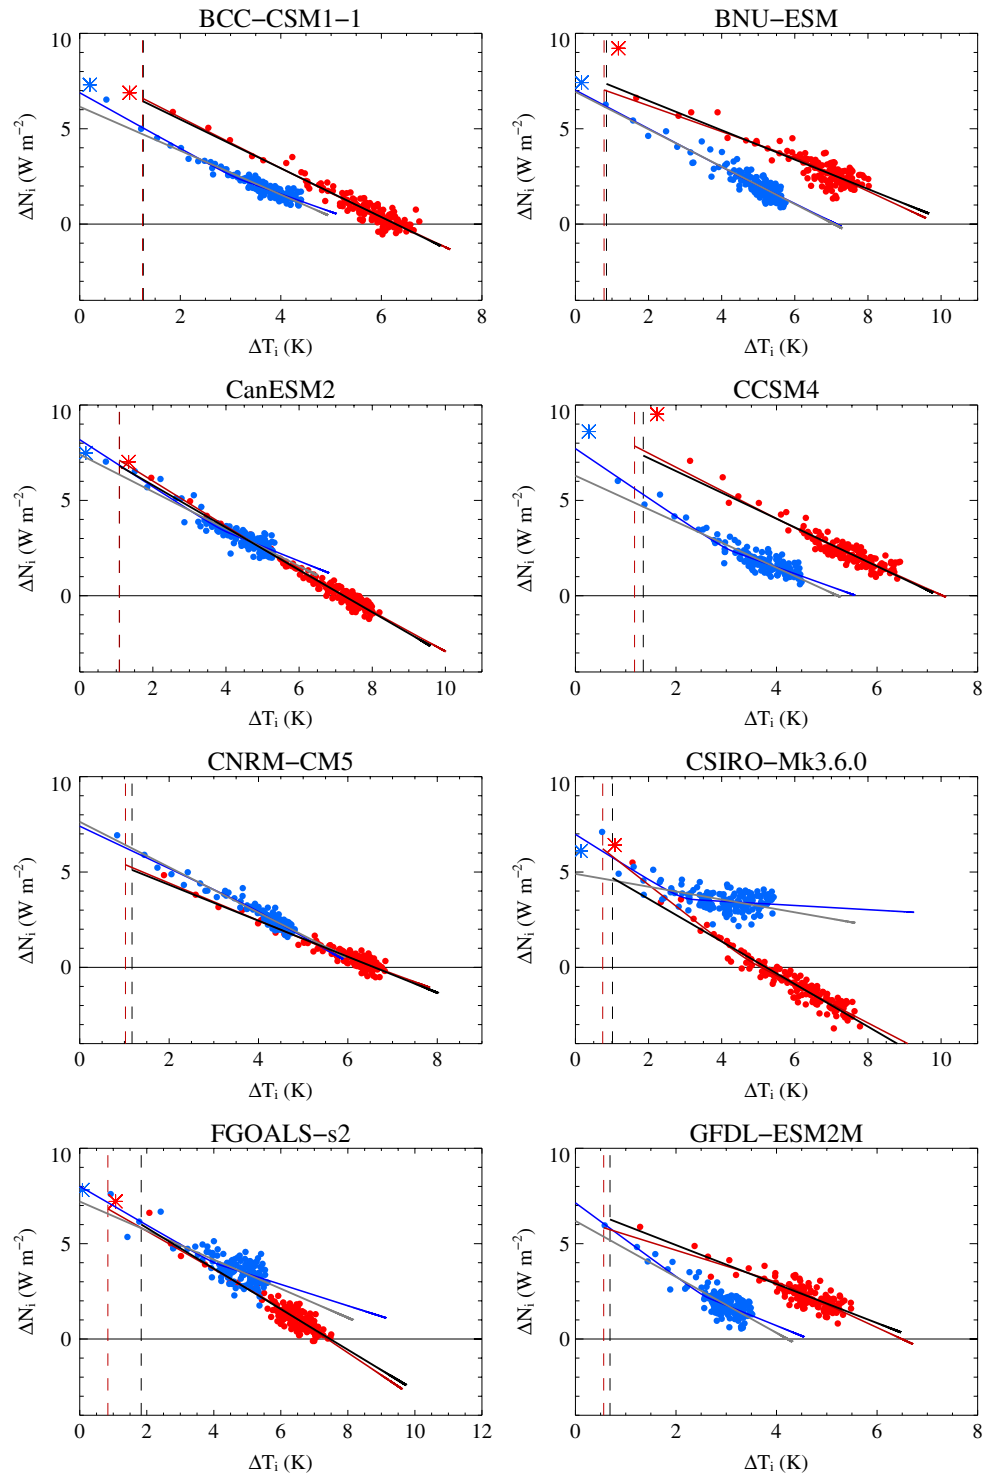 BCC−CSM1−1
10
5
0
ΔNᵢ (W m⁻²)
0 2 4 6 8
ΔTᵢ (K)
BNU−ESM
10
5
0
ΔNᵢ (W m⁻²)
0 2 4 6 8 10
ΔTᵢ (K)
CanESM2
10
5
0
ΔNᵢ (W m⁻²)
0 2 4 6 8 10
ΔTᵢ (K)
CCSM4
10
5
0
ΔNᵢ (W m⁻²)
0 2 4 6 8
ΔTᵢ (K)
CNRM−CM5
10
5
0
ΔNᵢ (W m⁻²)
0 2 4 6 8
ΔTᵢ (K)
CSIRO−Mk3.6.0
10
5
0
ΔNᵢ (W m⁻²)
0 2 4 6 8 10
ΔTᵢ (K)
FGOALS−s2
10
5
0
ΔNᵢ (W m⁻²)
0 2 4 6 8 10 12
ΔTᵢ (K)
GFDL−ESM2M
10
5
0
ΔNᵢ (W m⁻²)
0 2 4 6 8
ΔTᵢ (K)